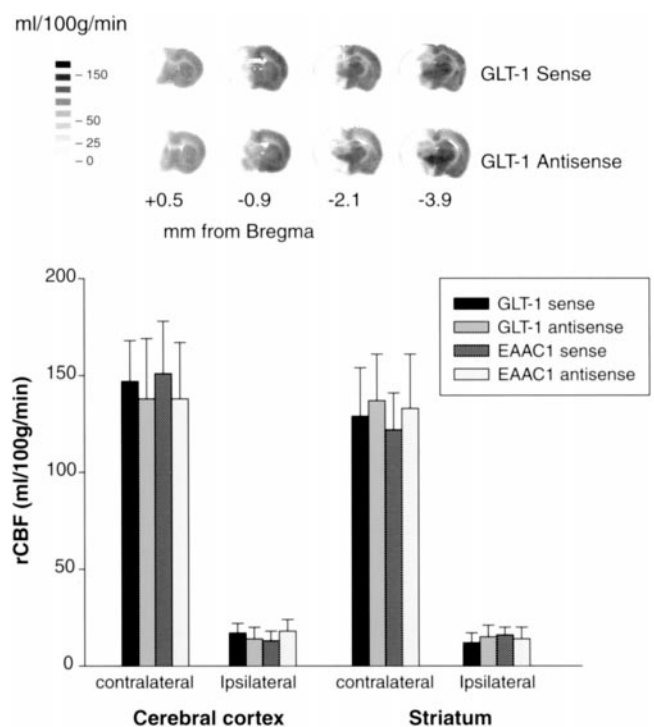 ml/100g/min
- 150
- 50
- 25
- 0
GLT-1 Sense
GLT-1 Antisense
+0.5 -0.9 -2.1 -3.9
mm from Bregma
200
150
100
50
0
rCBF (ml/100g/min)
GLT-1 sense
GLT-1 antisense
EAAC1 sense
EAAC1 antisense
contralateral Ipsilateral contralateral Ipsilateral
Cerebral cortex Striatum